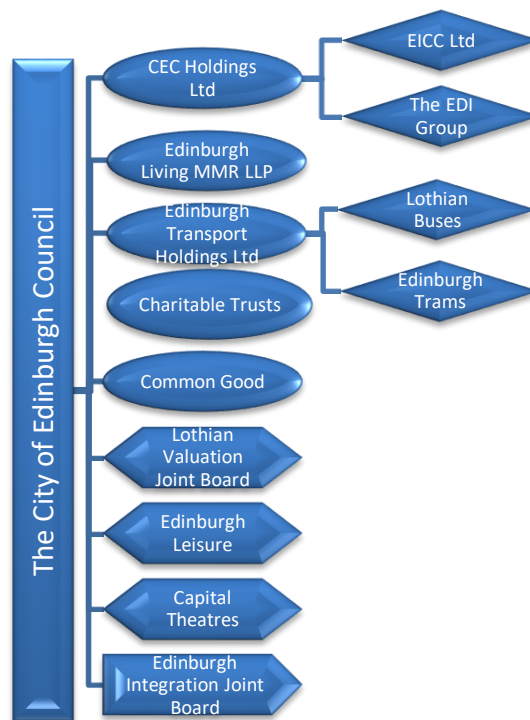 The City of Edinburgh Council
CEC Holdings
Ltd
EICC Ltd
The EDI
Group
Edinburgh
Living MMR LLP
Edinburgh
Transport
Holdings Ltd
Lothian
Buses
Edinburgh
Trams
Charitable Trusts
Common Good
Lothian
Valuation
Joint Board
Edinburgh
Leisure
Capital
Theatres
Edinburgh
Integration Joint
Board